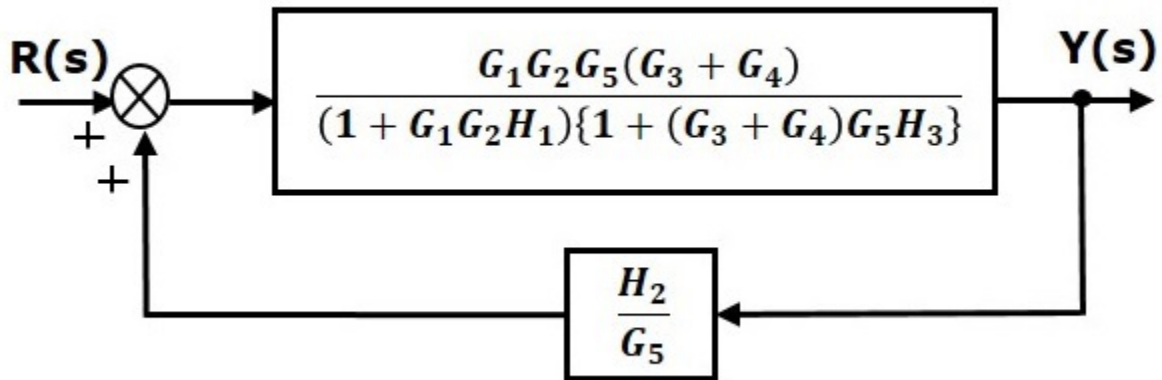 R(s)
+
+
G₁G₂G₅(G₃ + G₄)
(1 + G₁G₂H₁){1 + (G₃ + G₄)G₅H₃}
Y(s)
H₂
G₅